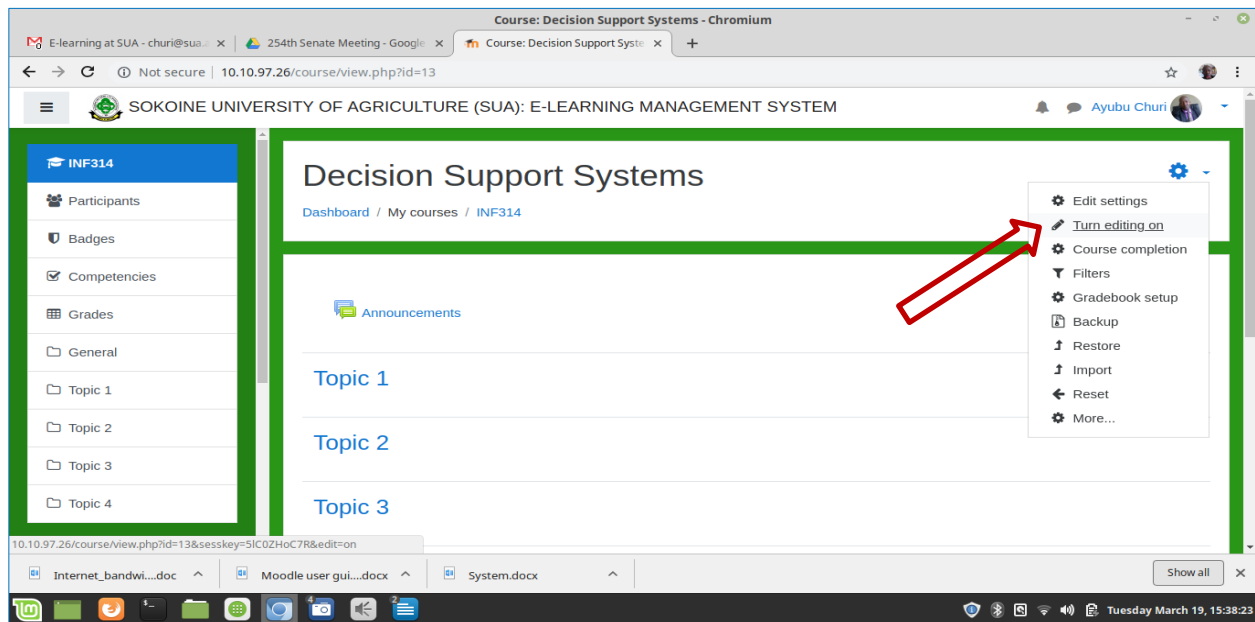 Course: Decision Support Systems - Chromium
E-learning at SUA - churi@sua.
254th Senate Meeting - Google
Course: Decision Support Syste
Not secure | 10.10.97.26/course/view.php?id=13
SOKOINE UNIVERSITY OF AGRICULTURE (SUA): E-LEARNING MANAGEMENT SYSTEM
Ayubu Churi
INF314
Participants
Badges
Competencies
Grades
General
Topic 1
Topic 2
Topic 3
Topic 4
Decision Support Systems
Dashboard / My courses / INF314
Edit settings
Turn editing on
Course completion
Filters
Gradebook setup
Backup
Restore
Import
Reset
More...
Announcements
Topic 1
Topic 2
Topic 3
10.10.97.26/course/view.php?id=13&sesskey=5lC0ZHoC7R&edit=on
Internet_bandwi....doc
Moodle user gui....docx
System.docx
Show all
4
2
Tuesday March 19, 15:38:23